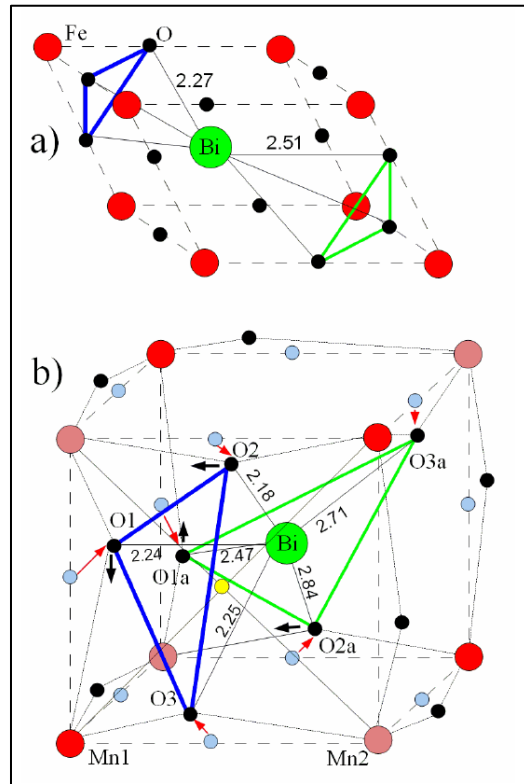 Fe
O
2.27
a)
Bi
2.51
b)
O2
O3a
2.18
O1
2.71
Bi
2.24
2.47
O1a
2.84
2.25
O2a
O3
Mn1
Mn2